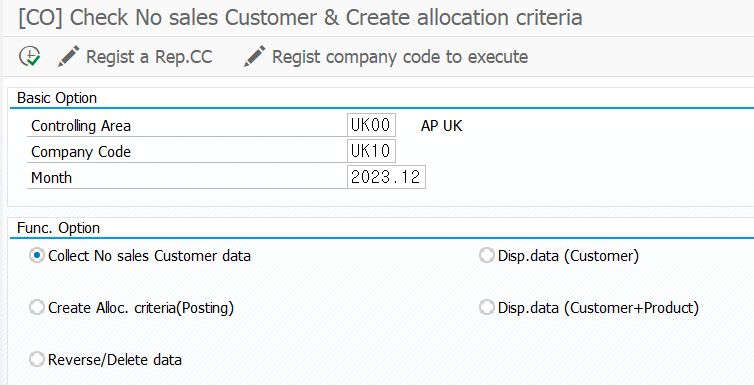 [CO] Check No sales Customer & Create allocation criteria
Regist a Rep.CC Regist company code to execute
Basic Option
Controlling Area UK00 AP UK
Company Code UK10
Month 2023.12
Func. Option
Collect No sales Customer data Disp.data (Customer)
Create Alloc. criteria(Posting) Disp.data (Customer+Product)
Reverse/Delete data